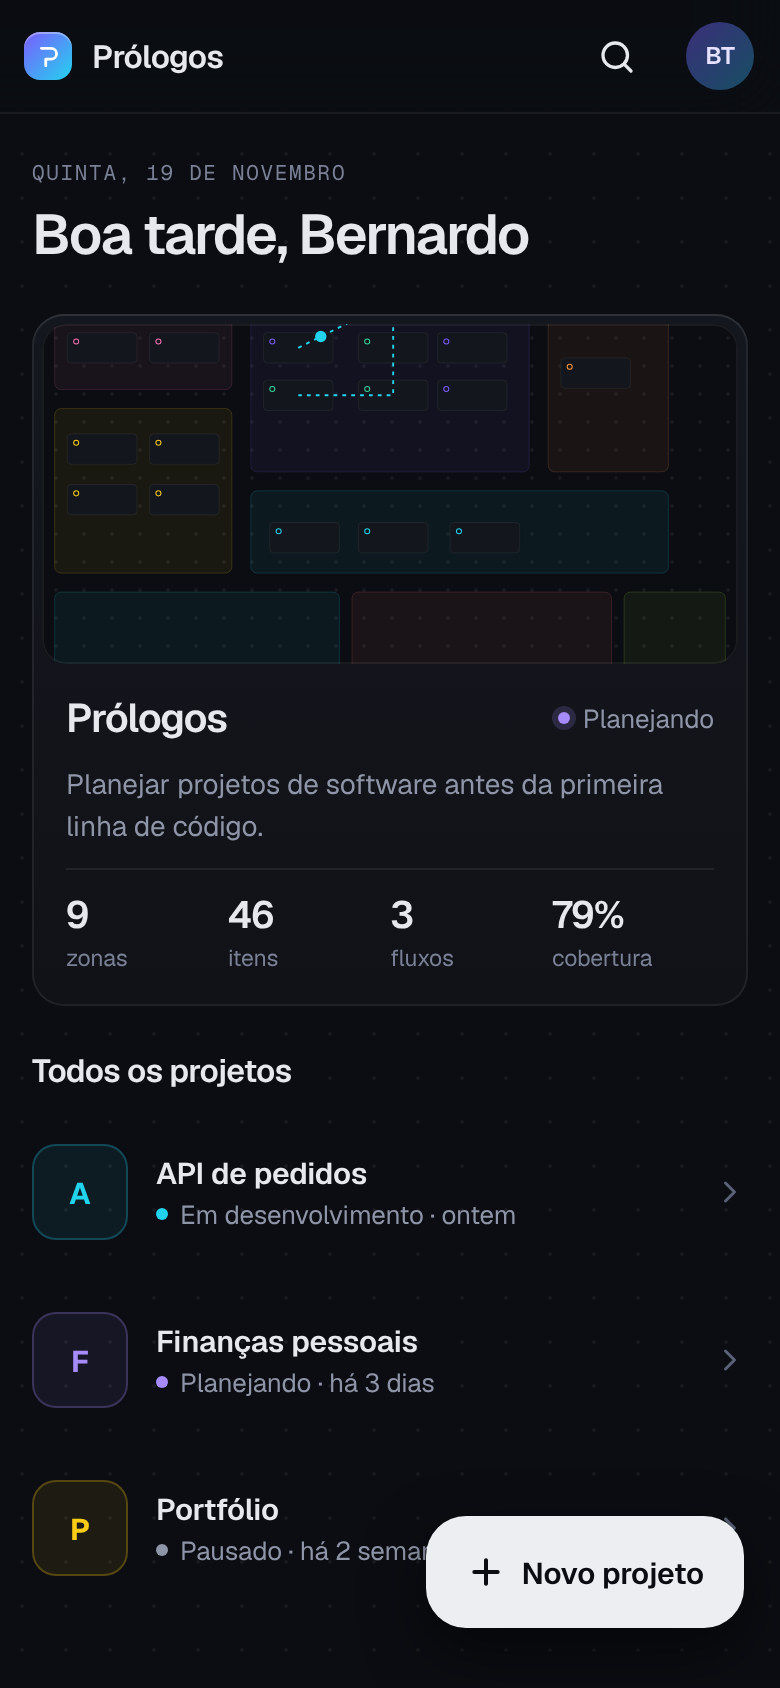 Prólogos
BT
QUINTA, 19 DE NOVEMBRO
Boa tarde, Bernardo
Prólogos
Planejando
Planejar projetos de software antes da primeira
linha de código.
9
46
3
79%
zonas
itens
fluxos
cobertura
Todos os projetos
A
API de pedidos
Em desenvolvimento · ontem
F
Finanças pessoais
Planejando · há 3 dias
P
Portfólio
Pausado · há 2
Novo projeto